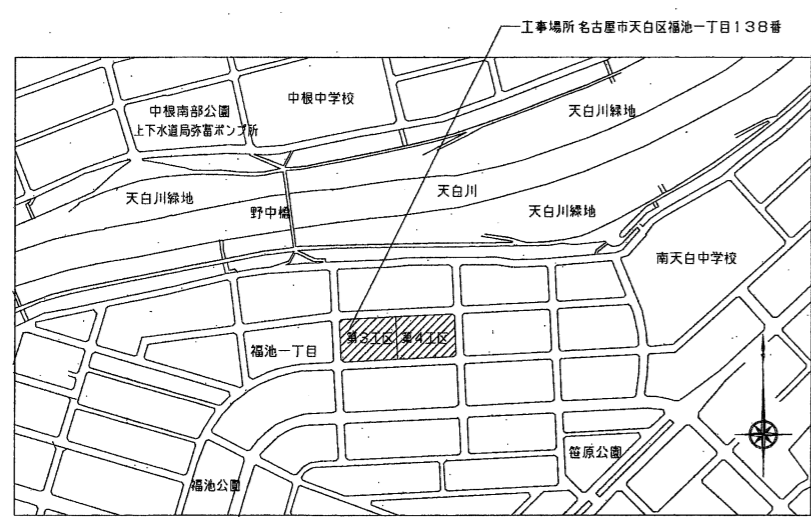 工事場所 名古屋市天白区福池一丁目138番
中根中学校
中根南部公園
上下水道局弥富ポンプ所
天白川緑地
天白川緑地
天白川
野中橋
天白川緑地
南天白中学校
第3工区
第4工区
福池一丁目
笹原公園
福池公園